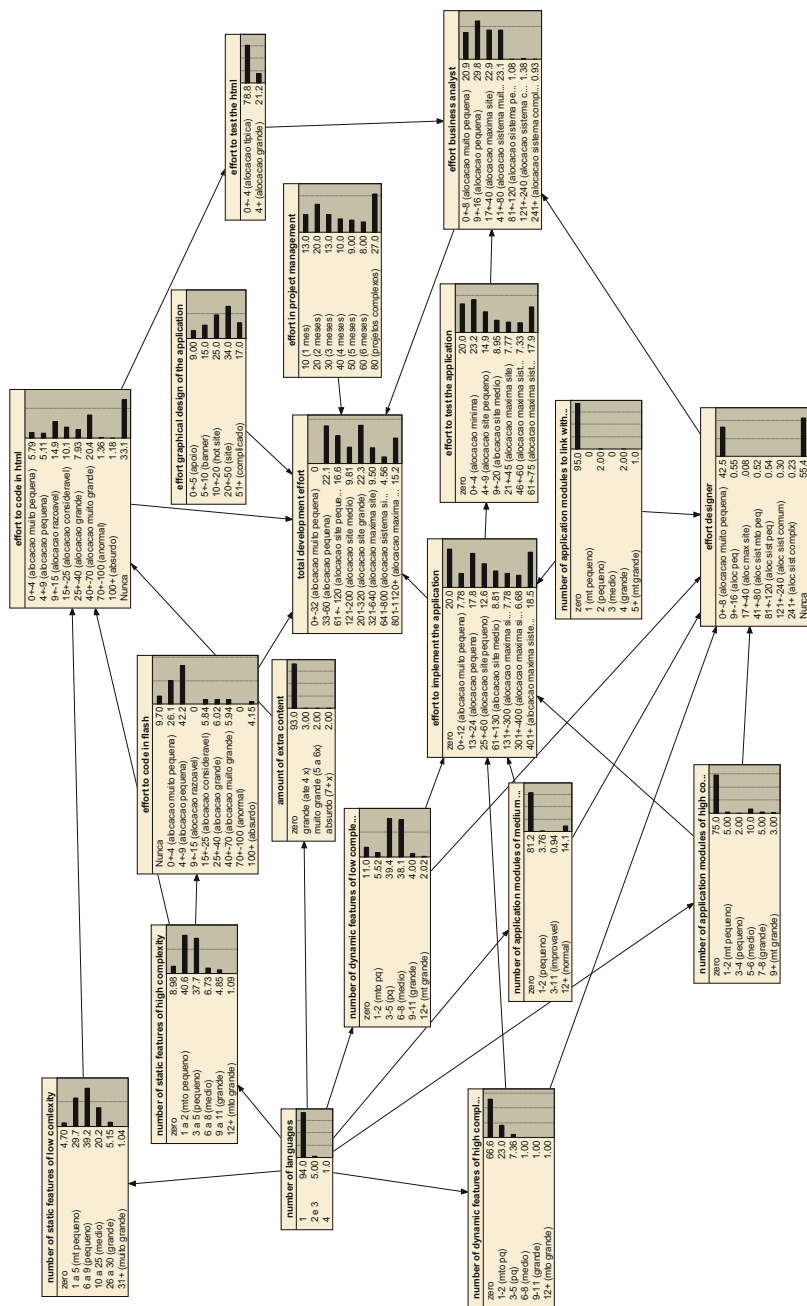 number of static features of low comlexity
zero 4.70
1 a 5 (mt pequeno) 29.7
6 a 9 (pequeno) 39.2
10 a 25 (medio) 20.2
26 a 30 (grande) 5.15
31+ (muito grande) 1.04
number of static features of high complexity
zero 8.98
1 a 2 (mto pequeno) 40.6
3 a 5 (pequeno) 37.7
6 a 8 (medio) 6.73
9 a 11 (grande) 4.85
12+ (mto grande) 1.09
number of languages
1 94.0
2 e 3 5.00
4 1.0
number of dynamic features of high compl...
zero 66.6
1-2 (mto pq) 23.0
3-5 (pq) 7.36
6-8 (medio) 1.00
9-11 (grande) 1.00
12+ (mto grande) 1.00
effort to code in flash
Nunca 9.70
0+-4 (alocacao muito pequena) 26.1
4+-9 (alocacao pequena) 42.2
9+-15 (alocacao razoavel) 0
15+-25 (alocacao consideravel) 5.84
25+-40 (alocacao grande) 6.02
40+-70 (alocacao muito grande) 5.94
70+-100 (anormal) 0
100+ (absurdo) 4.15
amount of extra content
zero 93.0
grande (ate 4 x) 3.00
muito grande (5 a 6x) 2.00
absurdo (7+ x) 2.00
number of dynamic features of low comple...
zero 11.0
1-2 (mto pq) 5.52
3-5 (pq) 39.4
6-8 (medio) 38.1
9-11 (grande) 4.00
12+ (mt grande) 2.02
number of application modules of medium ...
zero 81.2
1-2 (pequeno) 3.76
3-11 (improvavel) 0.94
12+ (normal) 14.1
number of application modules of high co...
zero 75.0
1-2 (mt pequeno) 5.00
3-4 (pequeno) 2.00
5-6 (medio) 10.0
7-8 (grande) 5.00
9+ (mt grande) 3.00
effort to code in html
0+-4 (alocacao muito pequena) 5.79
4+-9 (alocacao pequena) 5.11
9+-15 (alocacao razoavel) 14.9
15+-25 (alocacao consideravel) 10.1
25+-40 (alocacao grande) 7.93
40+-70 (alocacao muito grande) 20.4
70+-100 (anormal) 1.36
100+ (absurdo) 1.18
Nunca 33.1
effort graphical design of the application
0+-5 (apoio) 9.00
5+-10 (banner) 15.0
10+-20 (hot site) 25.0
20+-50 (site) 34.0
51+ (complicado) 17.0
total development effort
0+-32 (alocacao muito pequena) 0
33-60 (alocacao pequena) 22.1
61+- 120 (alocacao site peque... 16.6
121-200 (alocacao site medio) 9.81
201-320 (alocacao site grande) 22.3
321-640 (alocacao maxima site) 9.50
641-800 (alocacao sistema si... 4.56
801-1120+ (alocacao maxima ... 15.2
effort to implement the application
zero 20.0
0+-12 (alocacao muito pequena) 7.78
13+-24 (alocacao pequena) 17.8
25+-60 (alocacao site pequeno) 12.6
61+-130 (alocacao site medio) 8.81
131+-300 (alocacao maxima si... 7.78
301+-400 (alocacao maxima si... 6.68
401+ (alocacao maxima siste... 18.5
effort in project management
10 (1 mes) 13.0
20 (2 meses) 20.0
30 (3 meses) 13.0
40 (4 meses) 10.0
50 (5 meses) 9.00
60 (6 meses) 8.00
80 (projetos complexos) 27.0
effort to test the application
zero 20.0
0+-4 (alocacao minima) 23.2
4+-9 (alocacao site pequeno) 14.9
9+-20 (alocacao site medio) 8.95
21+-45 (alocacao maxima site) 7.77
46+-60 (alocacao maxima sist... 7.33
61+-75 (alocacao maxima sist... 17.9
number of application modules to link with...
zero 95.0
1 (mt pequeno) 0
2 (pequeno) 2.00
3 (medio) 0
4 (grande) 2.00
5+ (mt grande) 1.0
effort to test the html
0+- 4 (alocacao tipica) 78.8
4+ (alocacao grande) 21.2
effort business analyst
0+-8 (alocacao muito pequena) 20.9
9+-16 (alocacao pequena) 29.8
17+-40 (alocacao maxima site) 22.9
41+-80 (alocacao sistema muit... 23.1
81+-120 (alocacao sistema pe... 1.08
121+-240 (alocacao sistema c... 1.38
241+ (alocacao sistema compl... 0.93
effort designer
0+-8 (alocacao muito pequena) 42.5
9+-16 (aloc peq) 0.55
17+-40 (aloc max site) .008
41+-80 (aloc sist mto peq) 0.52
81+-120 (aloc sist peq) 0.54
121+-240 (aloc sist comum) 0.30
241+ (aloc sist complx) 0.23
Nunca 55.4